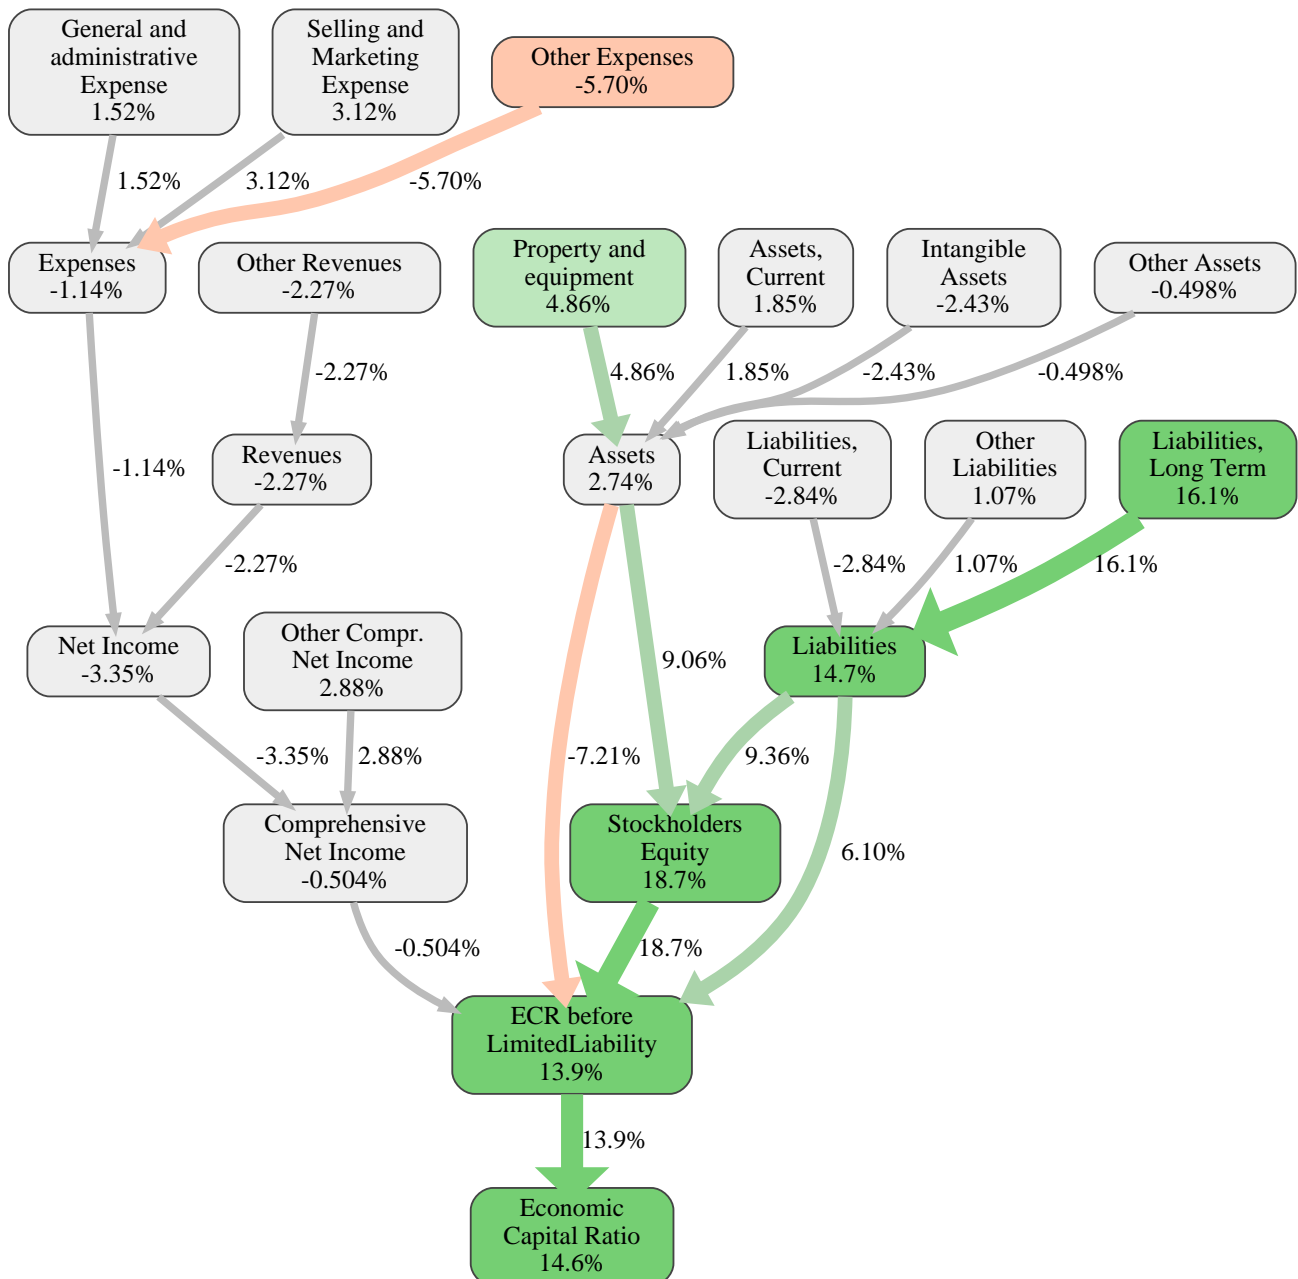 General and
administrative
Expense
1.52%
Selling and
Marketing
Expense
3.12%
Other Expenses
-5.70%
1.52%
3.12%
-5.70%
Expenses
-1.14%
Other Revenues
-2.27%
Property and
equipment
4.86%
Assets,
Current
1.85%
Intangible
Assets
-2.43%
Other Assets
-0.498%
-2.27%
4.86%
1.85%
-2.43%
-0.498%
-1.14%
Revenues
-2.27%
Assets
2.74%
Liabilities,
Current
-2.84%
Other
Liabilities
1.07%
Liabilities,
Long Term
16.1%
-2.27%
-2.84%
1.07%
16.1%
Net Income
-3.35%
Other Compr.
Net Income
2.88%
9.06%
Liabilities
14.7%
-3.35%
2.88%
-7.21%
9.36%
Comprehensive
Net Income
-0.504%
Stockholders
Equity
18.7%
6.10%
-0.504%
18.7%
ECR before
LimitedLiability
13.9%
13.9%
Economic
Capital Ratio
14.6%